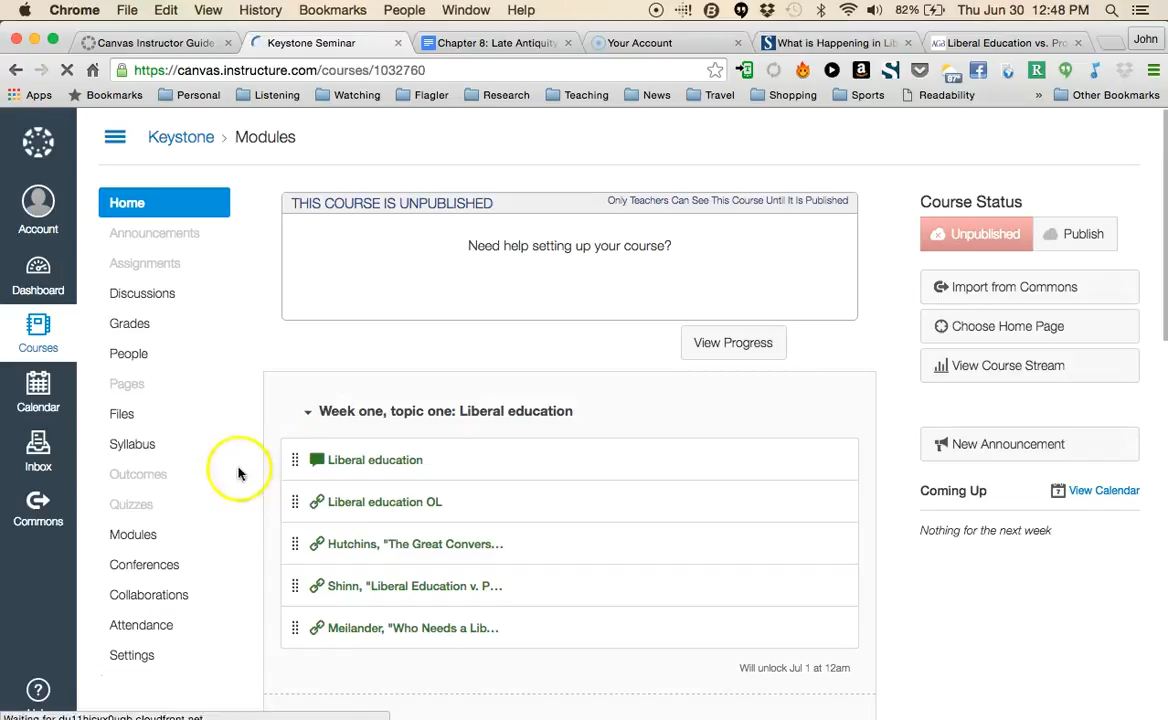 Chrome File Edit View History Bookmarks People Window Help 82% Thu Jun 30 12:48 PM
Canvas Instructor Guide Keystone Seminar Chapter 8: Late Antiquity Your Account What is Happening in Lib Liberal Education vs. Pro John
https://canvas.instructure.com/courses/1032760
Apps Bookmarks Personal Listening Watching Flagler Research Teaching News Travel Shopping Sports Readability » Other Bookmarks
Keystone > Modules
Account
Dashboard
Courses
Calendar
Inbox
Commons
Home
Announcements
Assignments
Discussions
Grades
People
Pages
Files
Syllabus
Outcomes
Quizzes
Modules
Conferences
Collaborations
Attendance
Settings
THIS COURSE IS UNPUBLISHED Only Teachers Can See This Course Until It Is Published
Need help setting up your course?
View Progress
Week one, topic one: Liberal education
Liberal education
Liberal education OL
Hutchins, "The Great Convers...
Shinn, "Liberal Education v. P...
Meilander, "Who Needs a Lib...
Will unlock Jul 1 at 12am
Course Status
Unpublished Publish
Import from Commons
Choose Home Page
View Course Stream
New Announcement
Coming Up View Calendar
Nothing for the next week